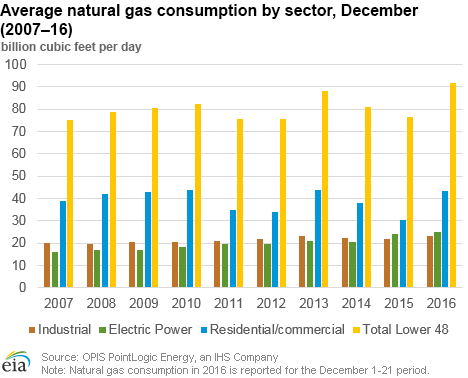 Average natural gas consumption by sector, December
(2007–16)
billion cubic feet per day
100
90
80
70
60
50
40
30
20
10
0
2007 2008 2009 2010 2011 2012 2013 2014 2015 2016
Industrial Electric Power Residential/commercial Total Lower 48
eia
Source: OPIS PointLogic Energy, an IHS Company
Note: Natural gas consumption in 2016 is reported for the December 1-21 period.